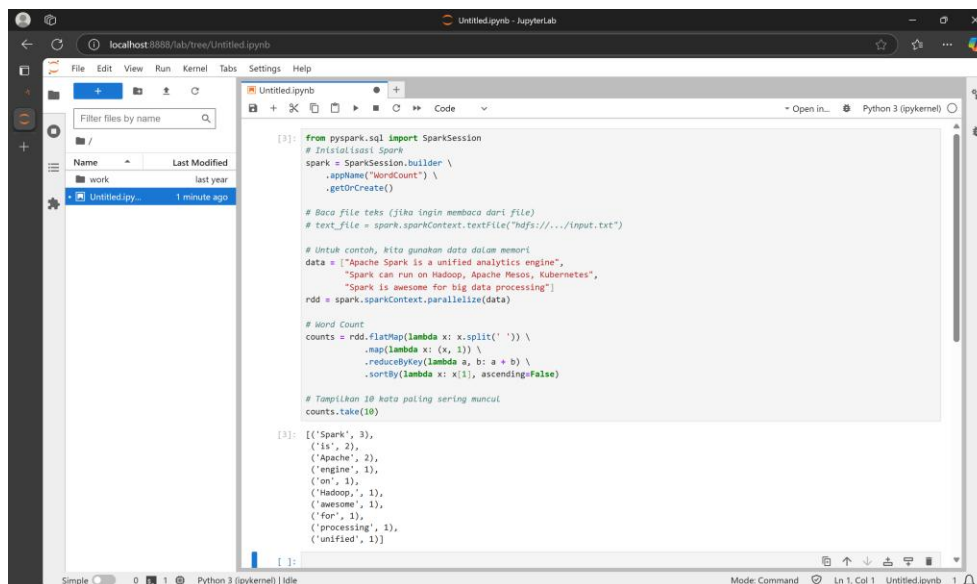 Untitled.ipynb - JupyterLab
localhost:8888/lab/tree/Untitled.ipynb
File Edit View Run Kernel Tabs Settings Help
Filter files by name
/
Name Last Modified
work last year
Untitled.ipy... 1 minute ago
Untitled.ipynb
Code
Open in...
Python 3 (ipykernel)
[3]: from pyspark.sql import SparkSession
# Inisialisasi Spark
spark = SparkSession.builder \
    .appName("WordCount") \
    .getOrCreate()
# Baca file teks (jika ingin membaca dari file)
# text_file = spark.sparkContext.textFile("hdfs://.../input.txt")
# Untuk contoh, kita gunakan data dalam memori
data = ["Apache Spark is a unified analytics engine",
        "Spark can run on Hadoop, Apache Mesos, Kubernetes",
        "Spark is awesome for big data processing"]
rdd = spark.sparkContext.parallelize(data)
# Word Count
counts = rdd.flatMap(lambda x: x.split(' ')) \
            .map(lambda x: (x, 1)) \
            .reduceByKey(lambda a, b: a + b) \
            .sortBy(lambda x: x[1], ascending=False)
# Tampilkan 10 kata paling sering muncul
counts.take(10)
[3]: [('Spark', 3),
('is', 2),
('Apache', 2),
('engine', 1),
('on', 1),
('Hadoop,', 1),
('awesome', 1),
('for', 1),
('processing', 1),
('unified', 1)]
[ ]:
Simple 0 1 Python 3 (ipykernel) | Idle Mode: Command Ln 1, Col 1 Untitled.ipynb 1